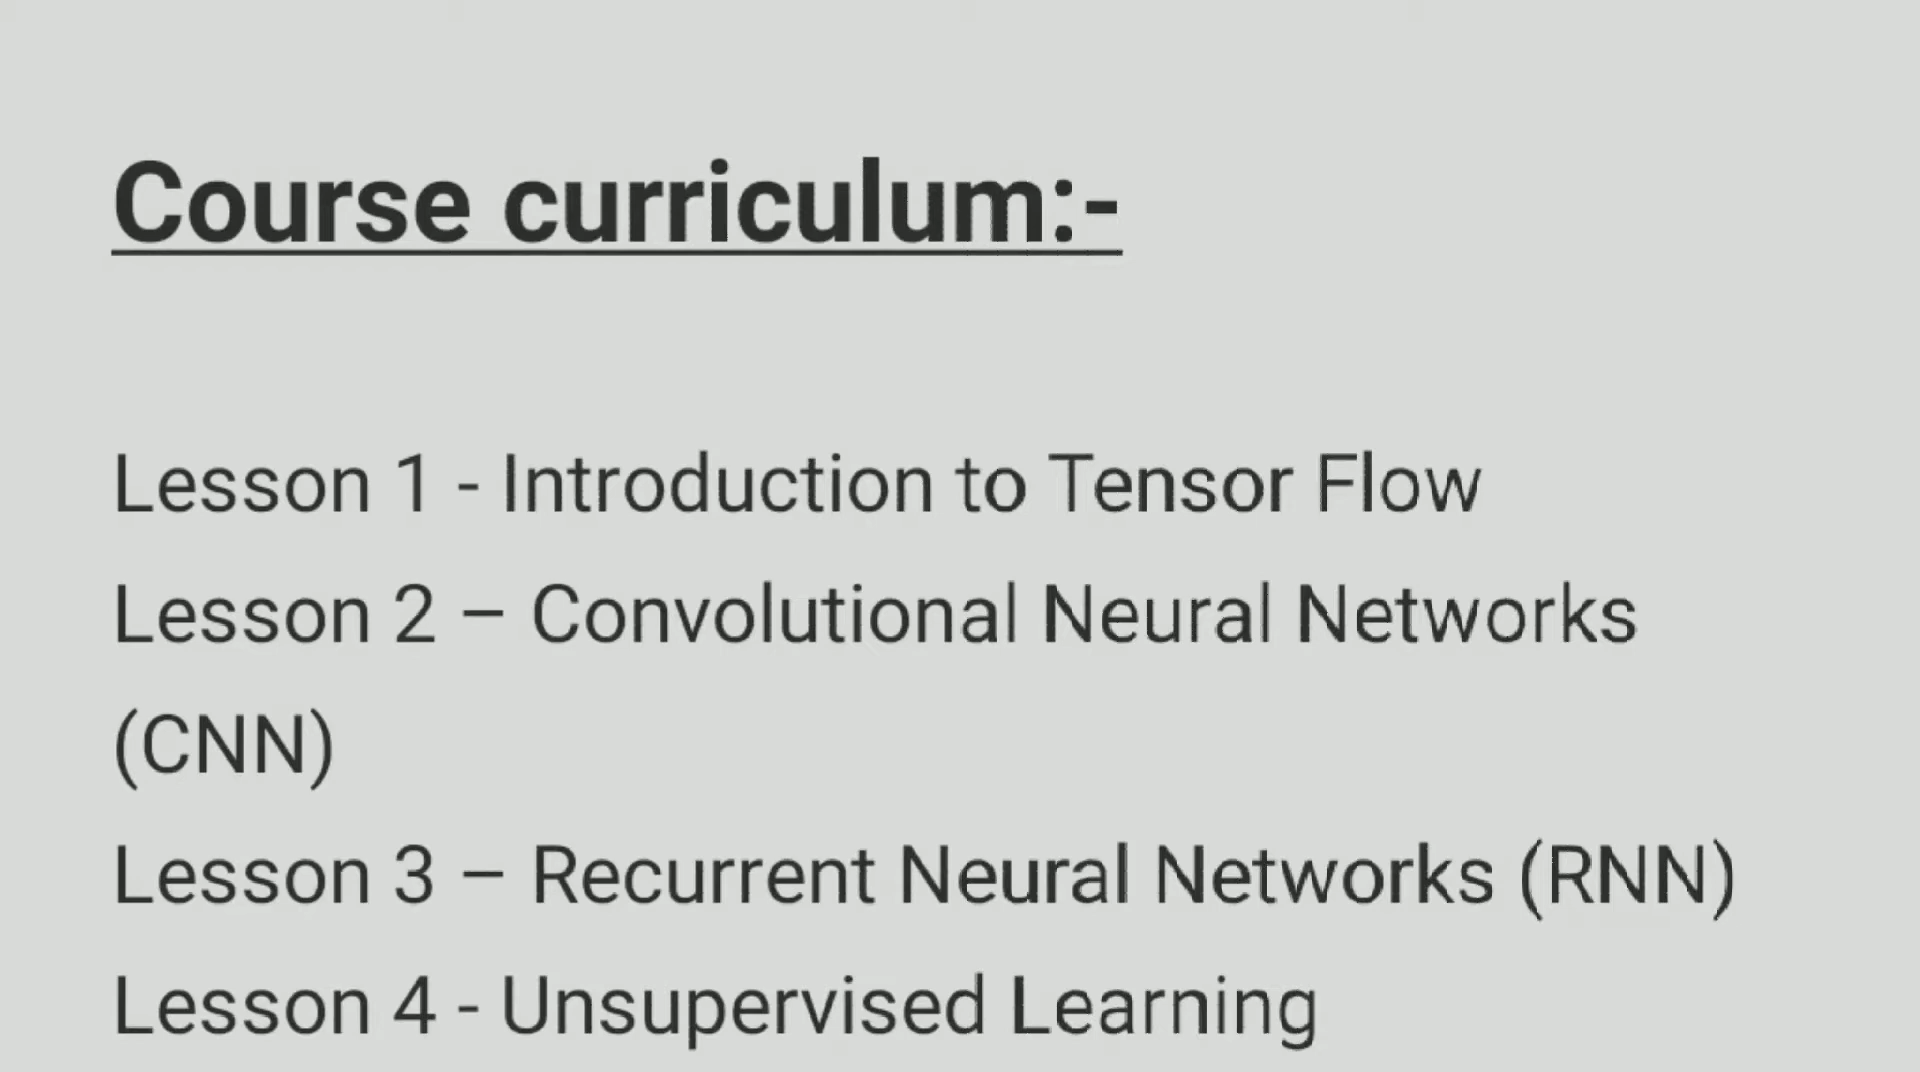 Course curriculum:-
Lesson 1 - Introduction to Tensor Flow
Lesson 2 – Convolutional Neural Networks
(CNN)
Lesson 3 – Recurrent Neural Networks (RNN)
Lesson 4 - Unsupervised Learning